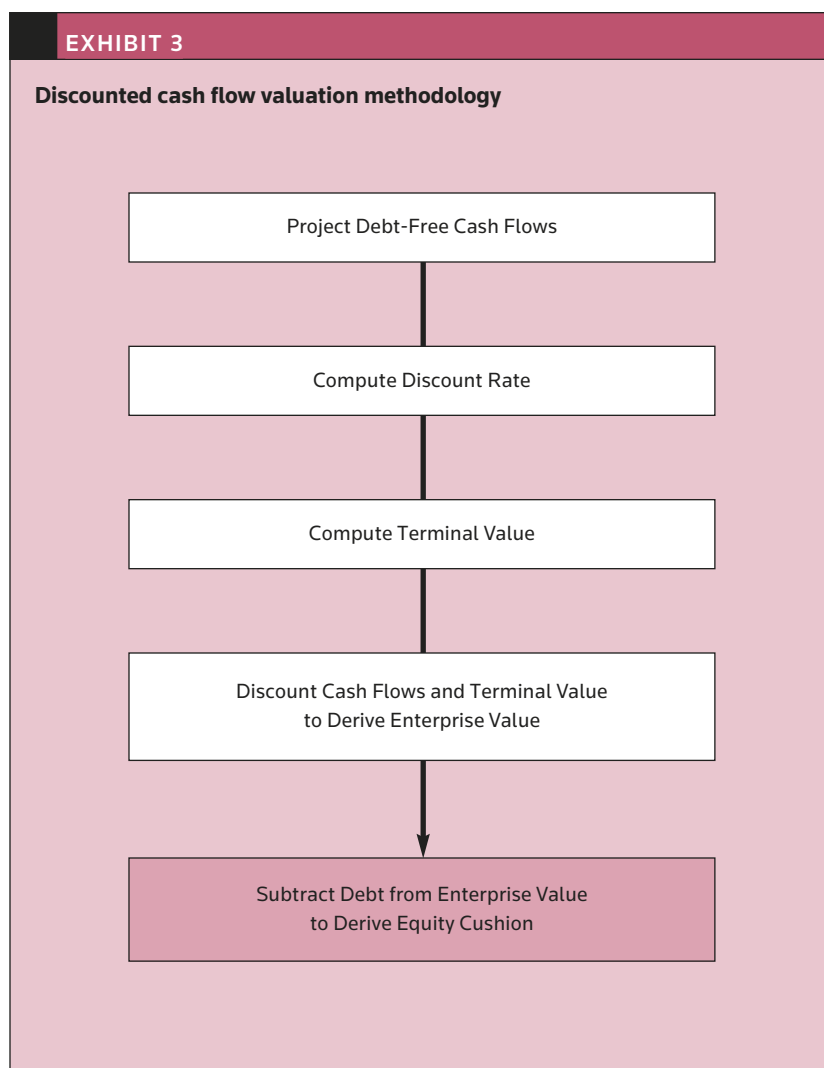 EXHIBIT 3
Discounted cash flow valuation methodology
Project Debt-Free Cash Flows
Compute Discount Rate
Compute Terminal Value
Discount Cash Flows and Terminal Value
to Derive Enterprise Value
Subtract Debt from Enterprise Value
to Derive Equity Cushion